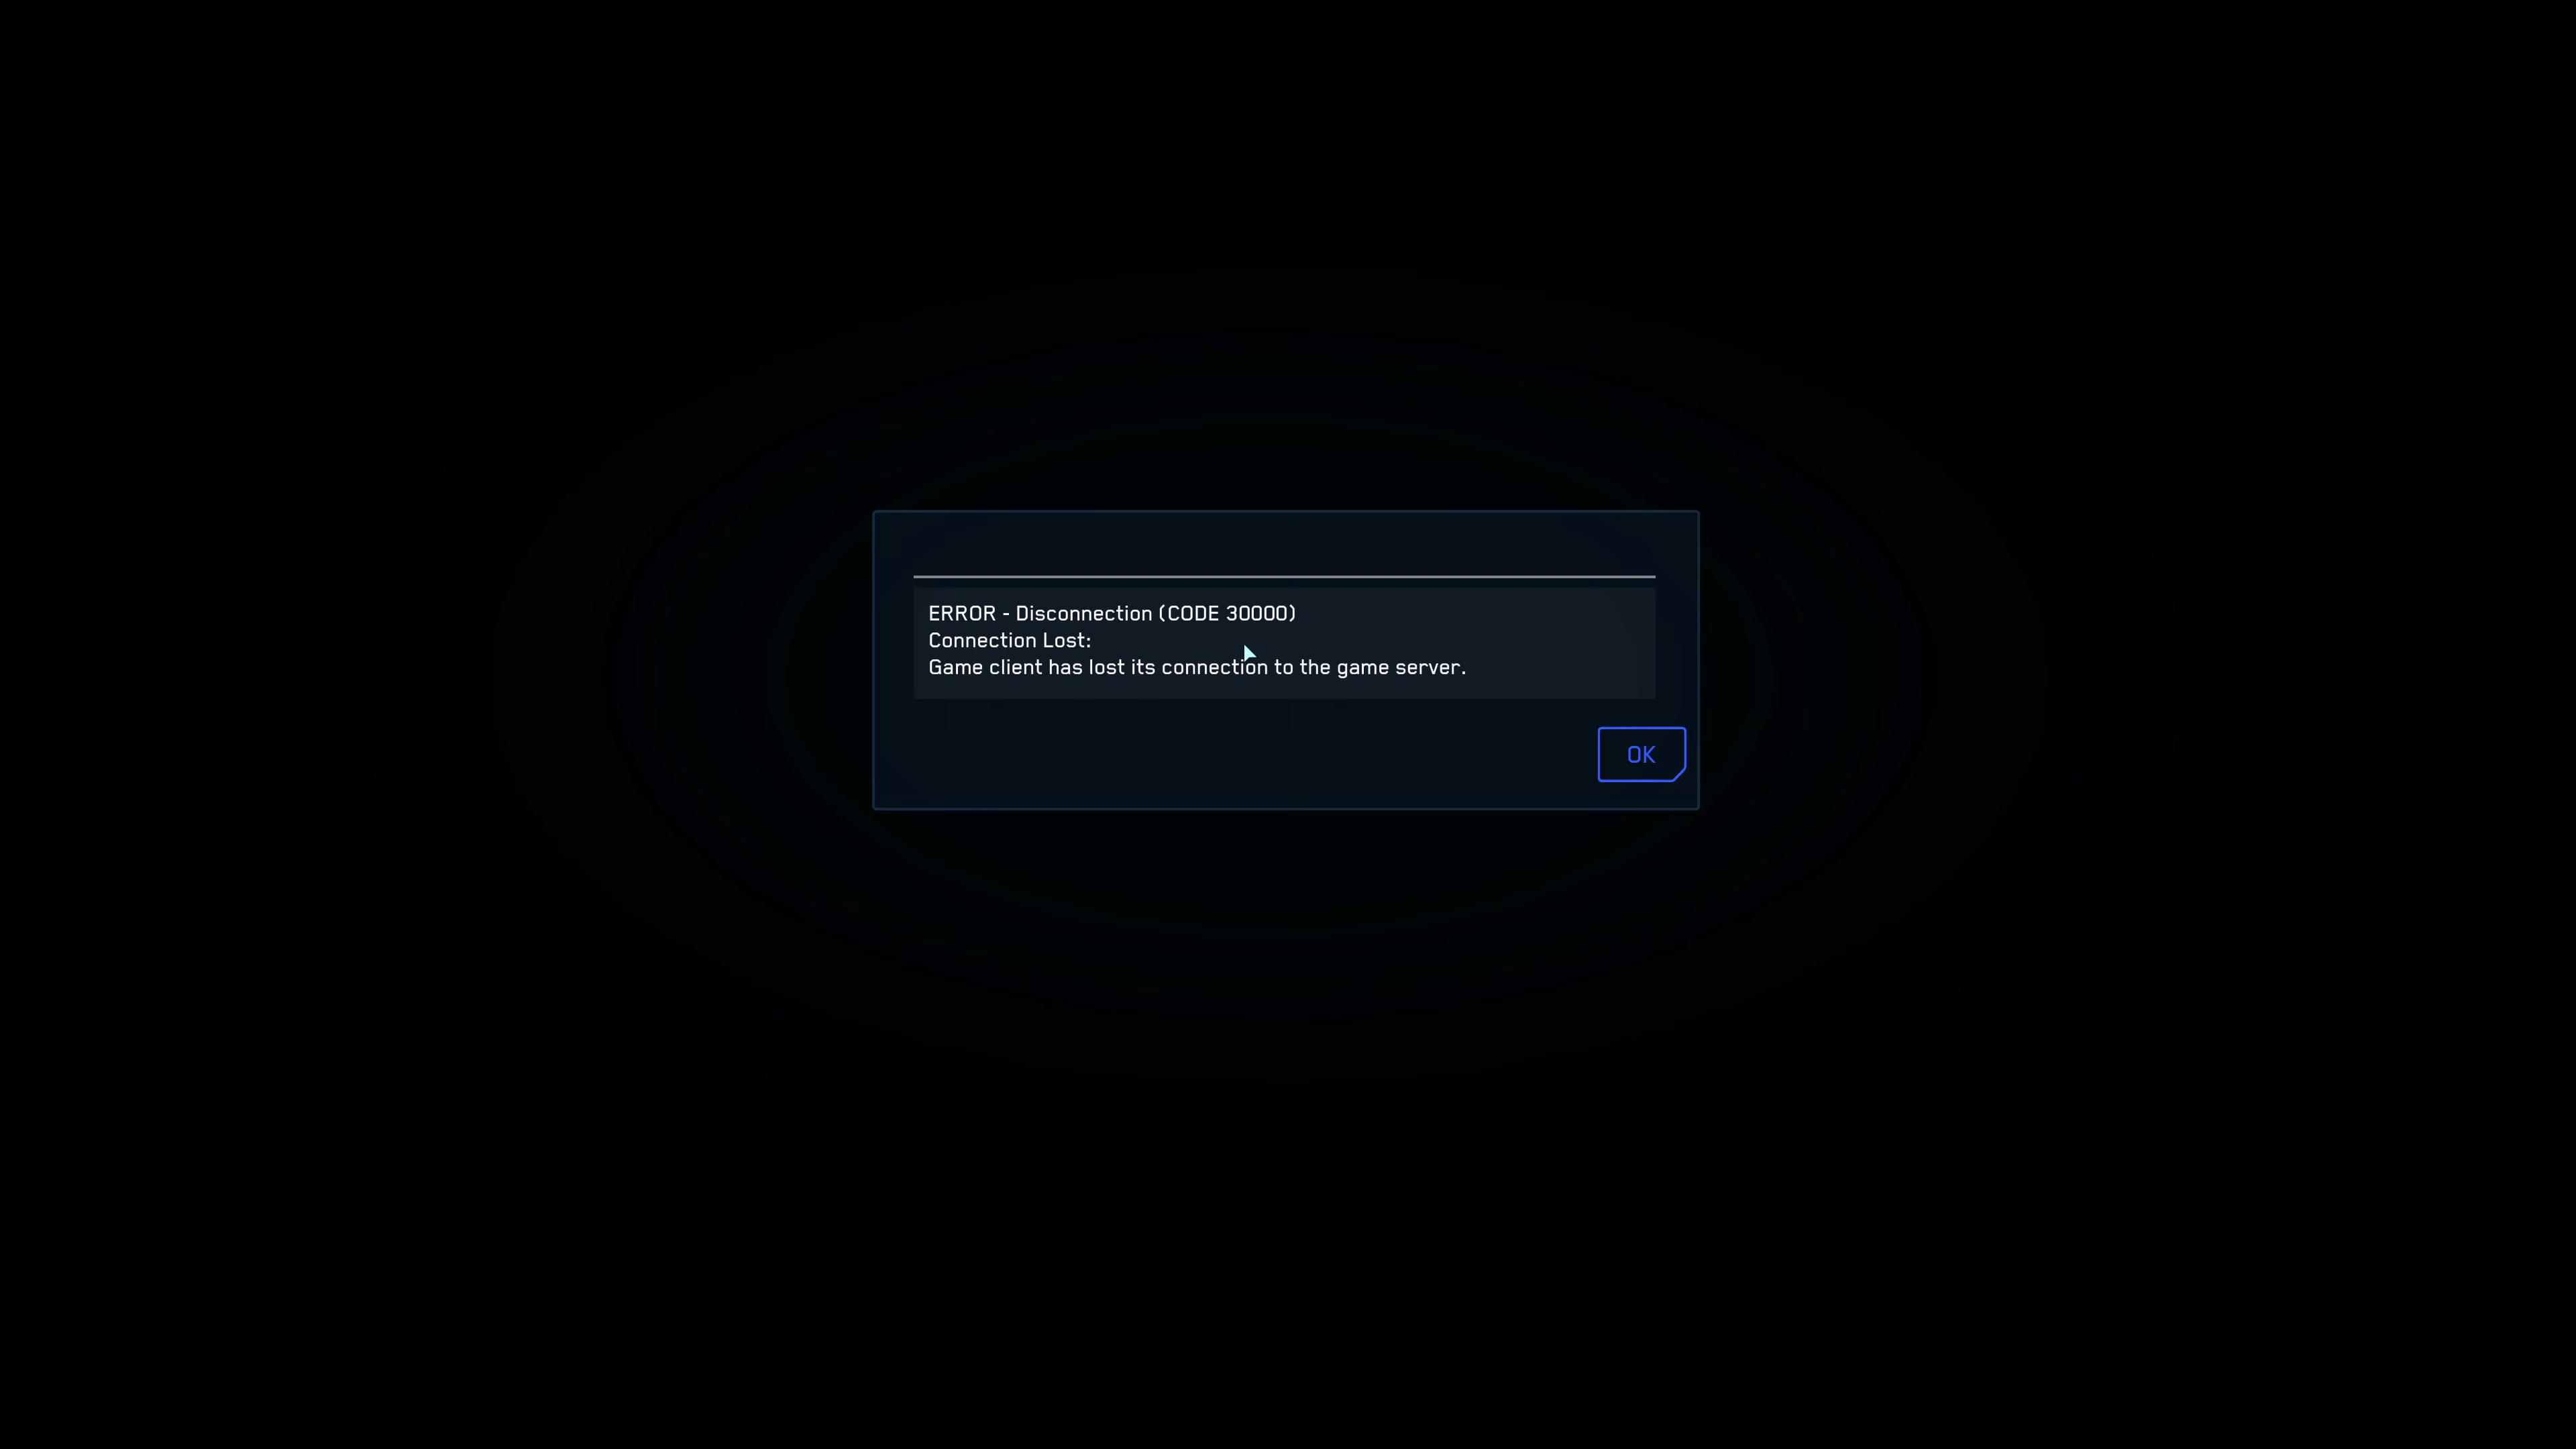 ERROR - Disconnection (CODE 30000)
Connection Lost:
Game client has lost its connection to the game server.
OK